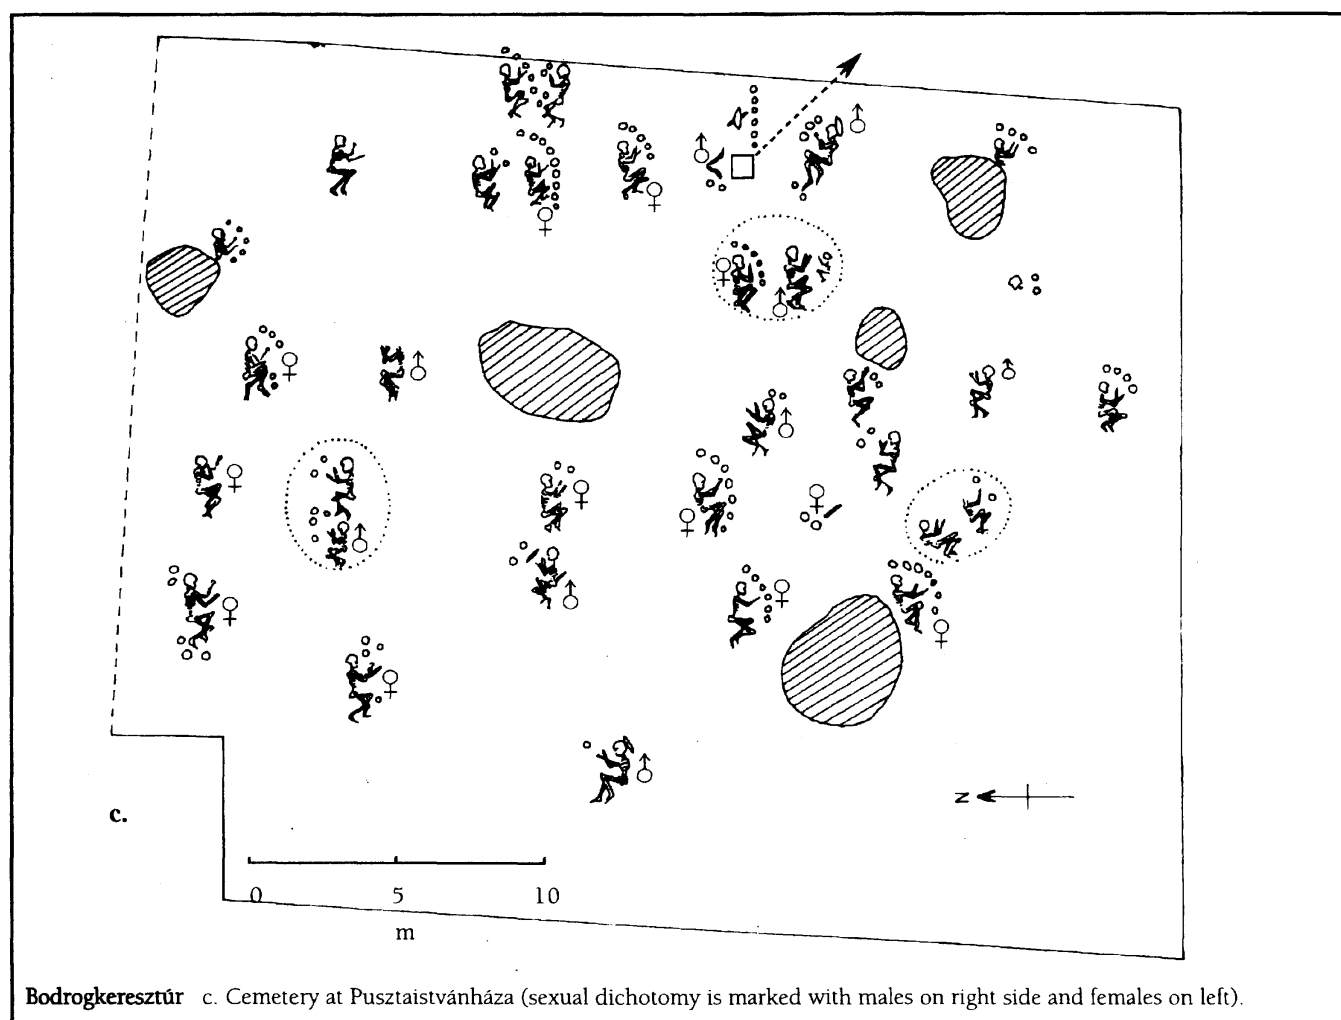 N
c.
0 5 10
m
Bodrogkeresztúr c. Cemetery at Pusztaistvánháza (sexual dichotomy is marked with males on right side and females on left).